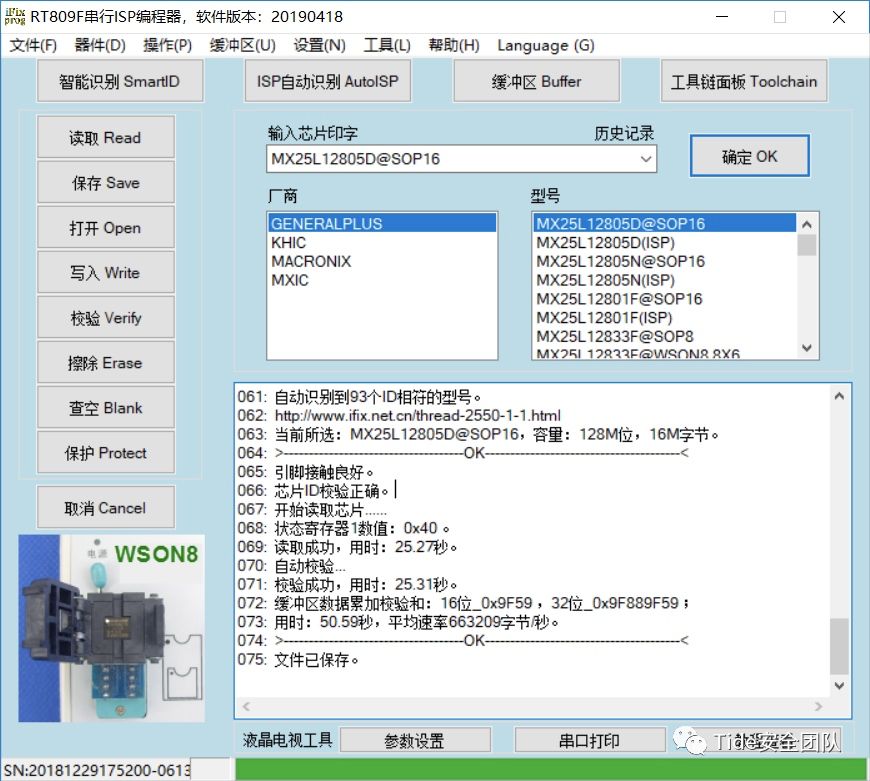 iFix prog RT809F串行ISP编程器，软件版本：20190418
文件(F) 器件(D) 操作(P) 缓冲区(U) 设置(N) 工具(L) 帮助(H) Language (G)
智能识别 SmartID ISP自动识别 AutoISP 缓冲区 Buffer 工具链面板 Toolchain
读取 Read
保存 Save
打开 Open
写入 Write
校验 Verify
擦除 Erase
查空 Blank
保护 Protect
取消 Cancel
电源 WSON8
输入芯片印字 历史记录
MX25L12805D@SOP16
确定 OK
厂商
GENERALPLUS
KHIC
MACRONIX
MXIC
型号
MX25L12805D@SOP16
MX25L12805D(ISP)
MX25L12805N@SOP16
MX25L12805N(ISP)
MX25L12801F@SOP16
MX25L12801F(ISP)
MX25L12833F@SOP8
MX25L12833F@WSON8 8X6
061: 自动识别到93个ID相符的型号。
062: http://www.ifix.net.cn/thread-2550-1-1.html
063: 当前所选：MX25L12805D@SOP16，容量：128M位，16M字节。
064: >--------------------------------OK-----------------------------------<
065: 引脚接触良好。
066: 芯片ID校验正确。
067: 开始读取芯片......
068: 状态寄存器1数值：0x40 。
069: 读取成功，用时：25.27秒。
070: 自动校验...
071: 校验成功，用时：25.31秒。
072: 缓冲区数据累加校验和：16位_0x9F59 ，32位_0x9F889F59 ；
073: 用时：50.59秒，平均速率663209字节/秒。
074: >--------------------------------OK-----------------------------------<
075: 文件已保存。
液晶电视工具 参数设置 串口打印
Tide安全团队
SN:20181229175200-0613